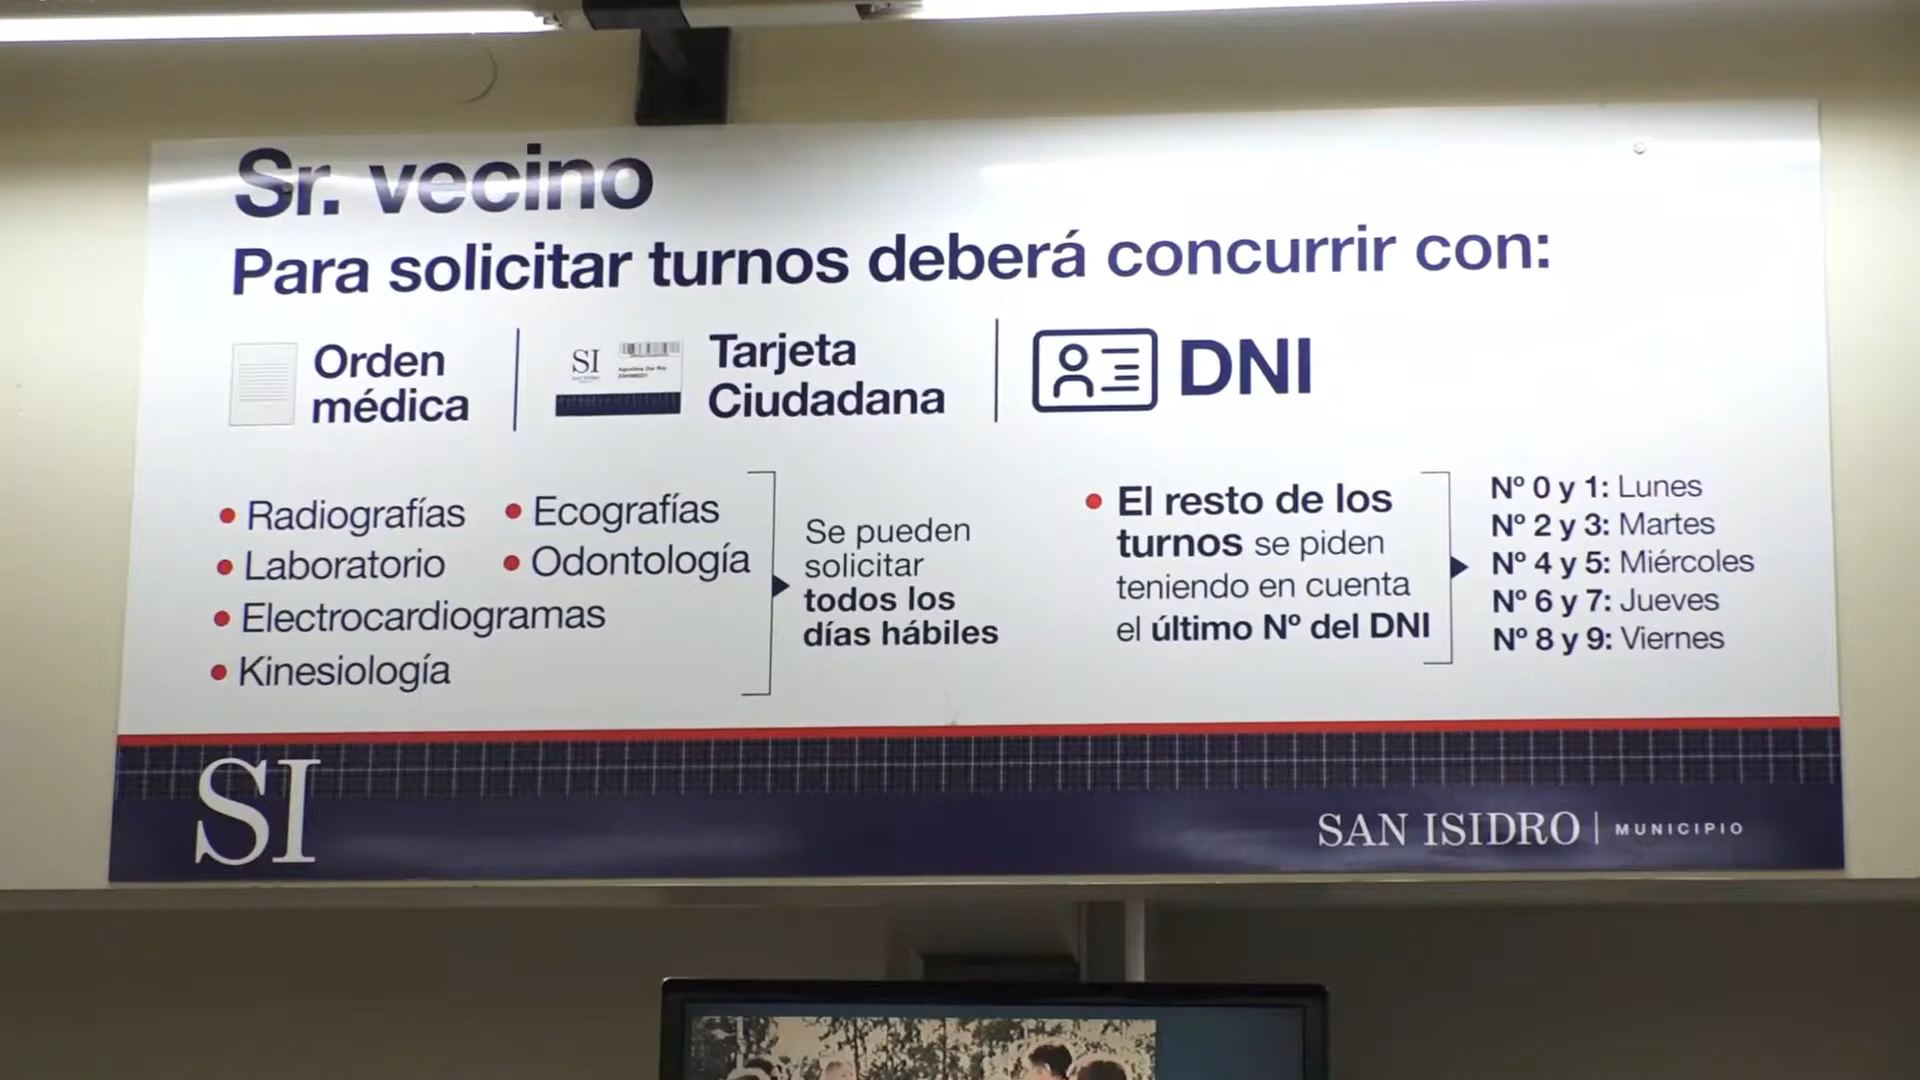 Sr. vecino
Para solicitar turnos deberá concurrir con:
Orden
médica
SI
Tarjeta
Ciudadana
DNI
• Radiografías
• Laboratorio
• Electrocardiogramas
• Kinesiología
• Ecografías
• Odontología
Se pueden
solicitar
todos los
días hábiles
• El resto de los
turnos se piden
teniendo en cuenta
el último Nº del DNI
Nº 0 y 1: Lunes
Nº 2 y 3: Martes
Nº 4 y 5: Miércoles
Nº 6 y 7: Jueves
Nº 8 y 9: Viernes
SI
SAN ISIDRO | MUNICIPIO